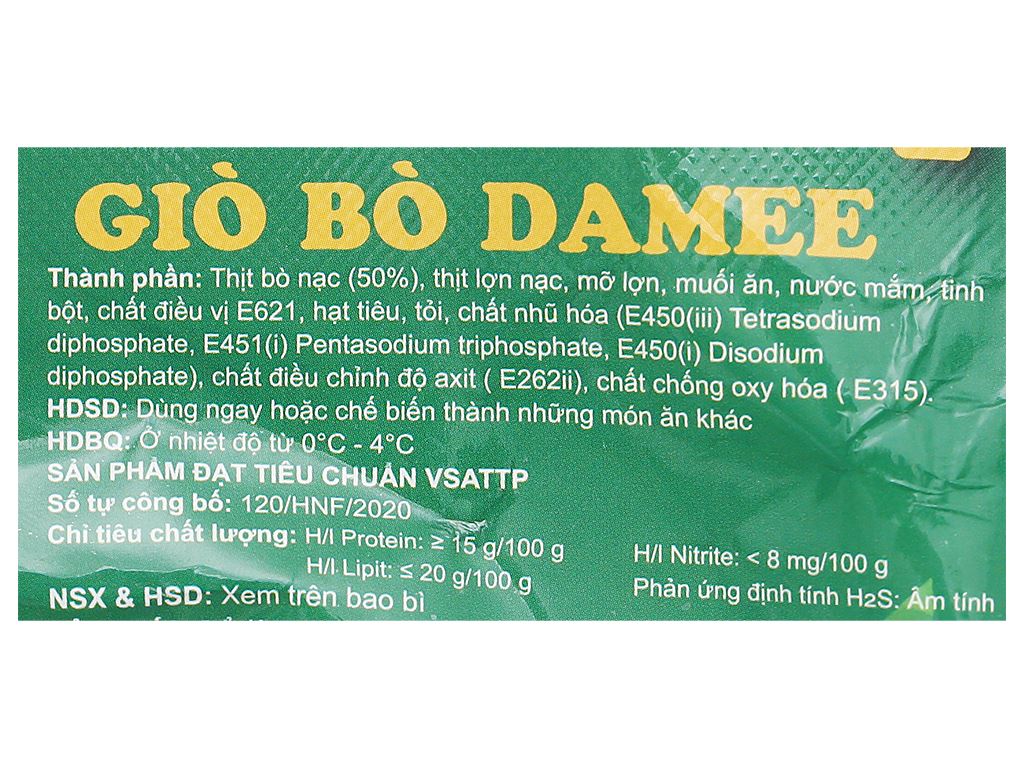 GIÒ BÒ DAMEE
Thành phần: Thịt bò nạc (50%), thịt lợn nạc, mỡ lợn, muối ăn, nước mắm, tinh
bột, chất điều vị E621, hạt tiêu, tỏi, chất nhũ hóa (E450(iii) Tetrasodium
diphosphate, E451(i) Pentasodium triphosphate, E450(i) Disodium
diphosphate), chất điều chỉnh độ axit ( E262ii), chất chống oxy hóa ( E315).
HDSD: Dùng ngay hoặc chế biến thành những món ăn khác
HDBQ: Ở nhiệt độ từ 0°C - 4°C
SẢN PHẨM ĐẠT TIÊU CHUẨN VSATTP
Số tự công bố: 120/HNF/2020
Chỉ tiêu chất lượng: H/l Protein: ≥ 15 g/100 g H/l Nitrite: < 8 mg/100 g
H/l Lipit: ≤ 20 g/100 g Phản ứng định tính H2S: Âm tính
NSX & HSD: Xem trên bao bì